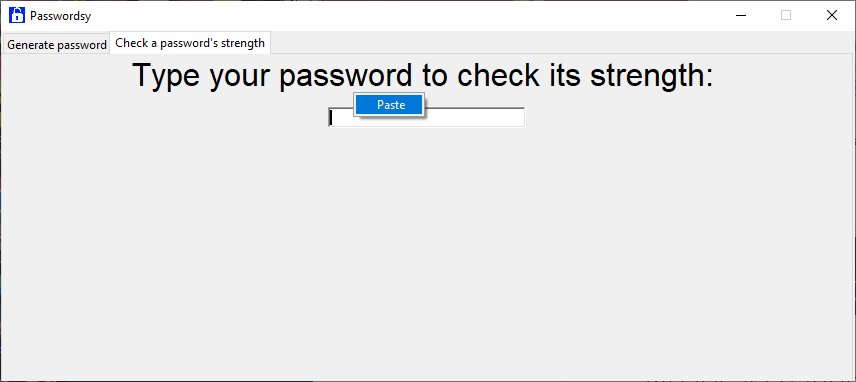 Passwordsy
Generate password
Check a password's strength
Type your password to check its strength:
Paste